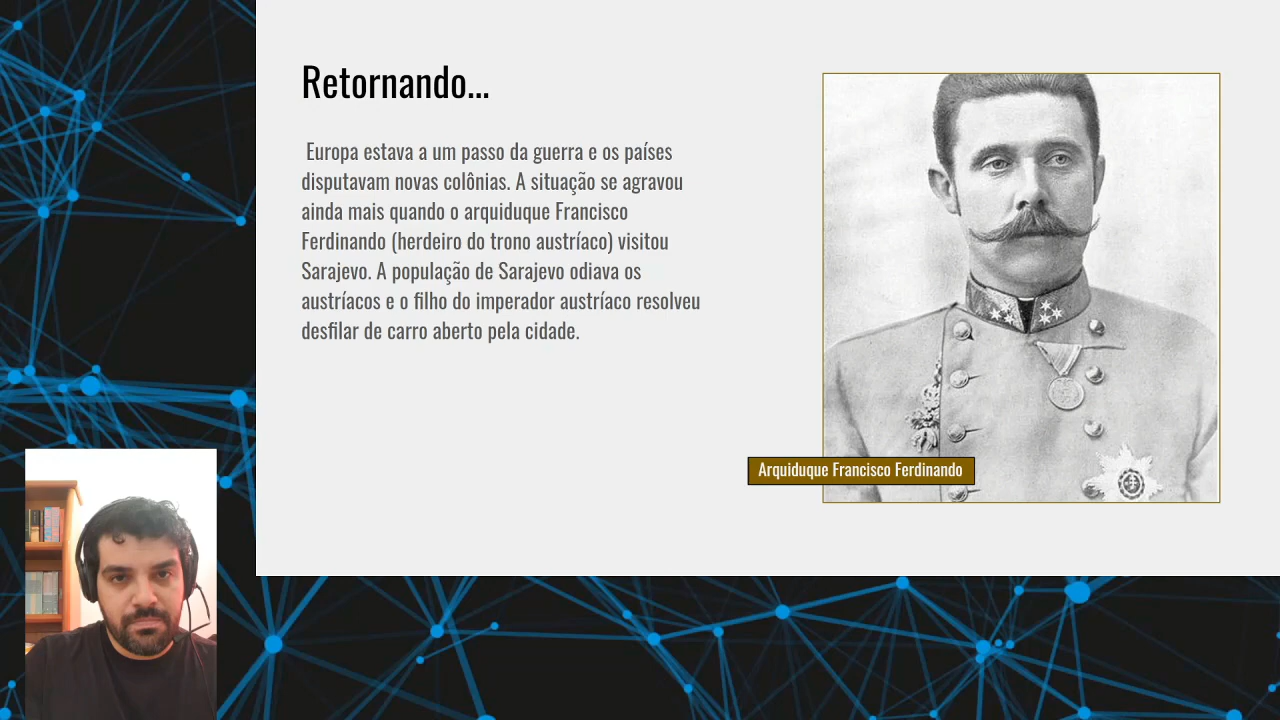 Retornando...
Europa estava a um passo da guerra e os países
disputavam novas colônias. A situação se agravou
ainda mais quando o arquiduque Francisco
Ferdinando (herdeiro do trono austríaco) visitou
Sarajevo. A população de Sarajevo odiava os
austríacos e o filho do imperador austríaco resolveu
desfilar de carro aberto pela cidade.
Arquiduque Francisco Ferdinando